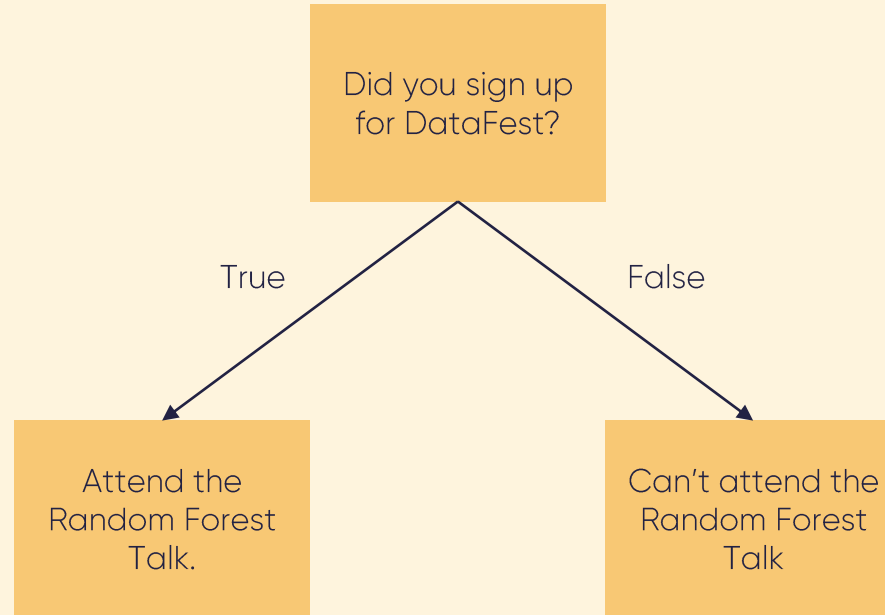 Did you sign up
for DataFest?
True
False
Attend the
Random Forest
Talk.
Can't attend the
Random Forest
Talk